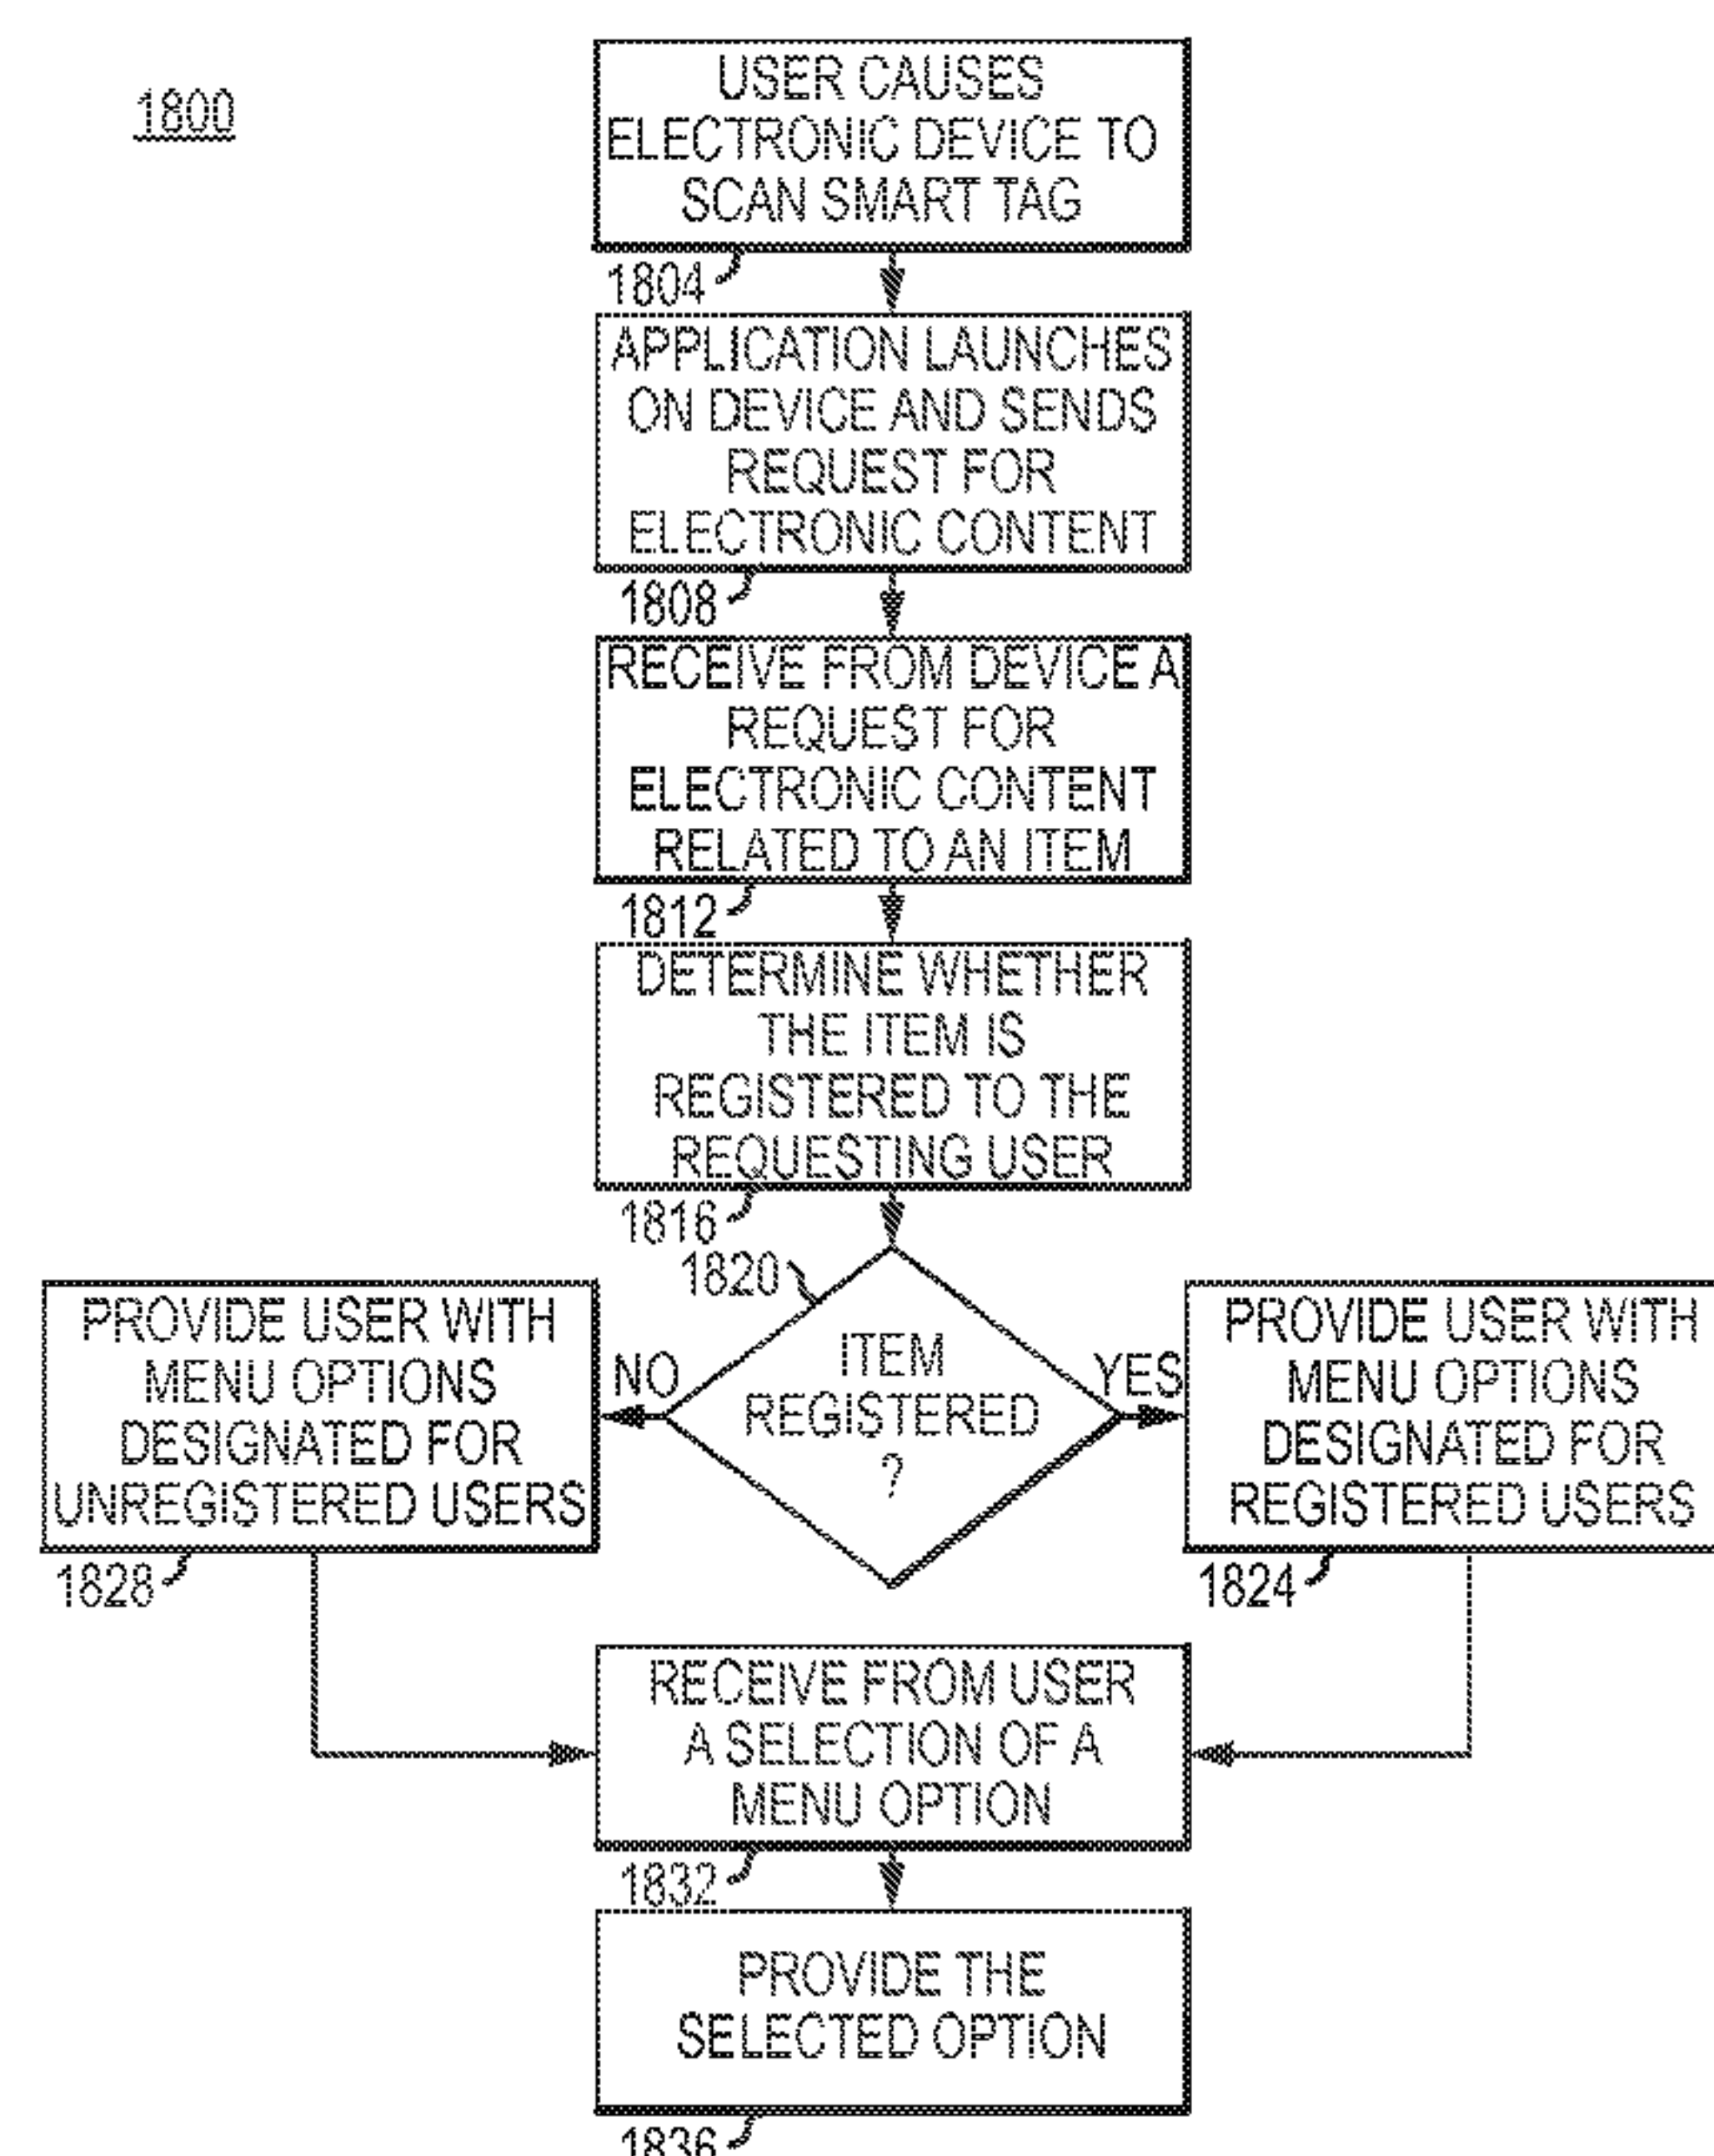 1800
USER CAUSES
ELECTRONIC DEVICE TO
SCAN SMART TAG
1804
APPLICATION LAUNCHES
ON DEVICE AND SENDS
REQUEST FOR
ELECTRONIC CONTENT
1808
RECEIVE FROM DEVICE A
REQUEST FOR
ELECTRONIC CONTENT
RELATED TO AN ITEM
1812
DETERMINE WHETHER
THE ITEM IS
REGISTERED TO THE
REQUESTING USER
1816
1820
ITEM
REGISTERED
?
NO
YES
PROVIDE USER WITH
MENU OPTIONS
DESIGNATED FOR
UNREGISTERED USERS
1828
PROVIDE USER WITH
MENU OPTIONS
DESIGNATED FOR
REGISTERED USERS
1824
RECEIVE FROM USER
A SELECTION OF A
MENU OPTION
1832
PROVIDE THE
SELECTED OPTION
1836